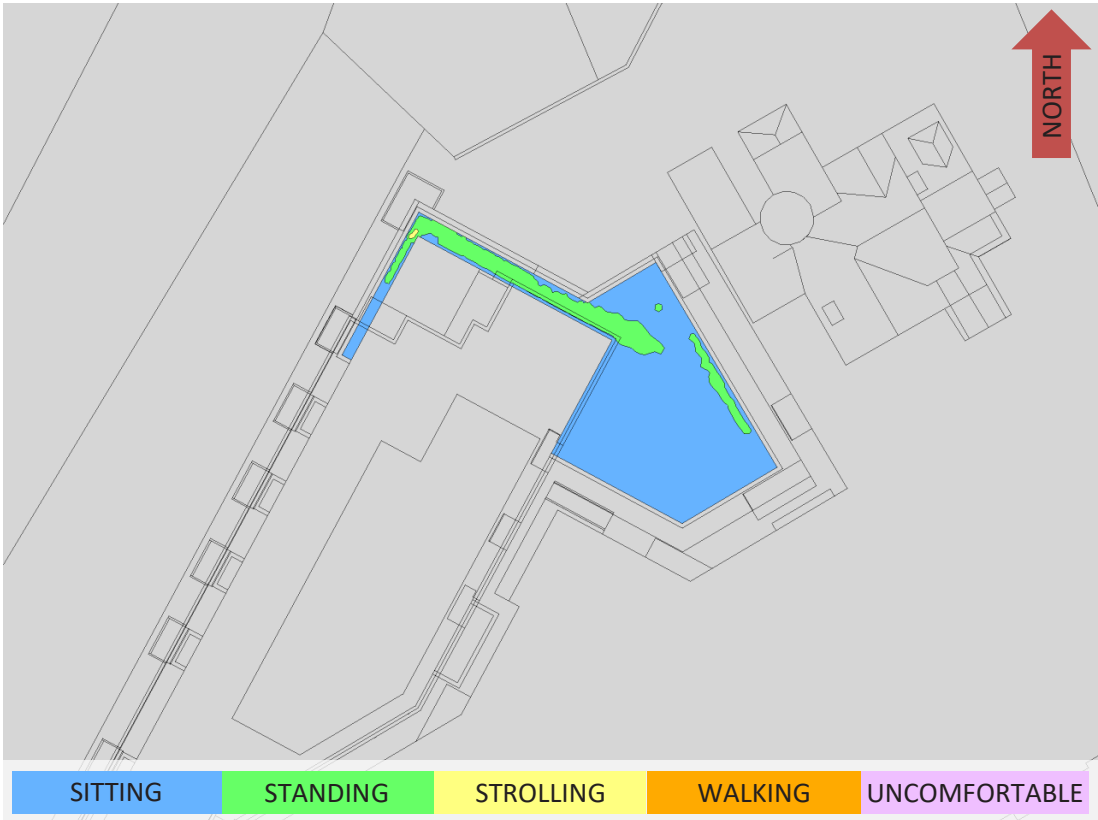 NORTH
SITTING
STANDING
STROLLING
WALKING
UNCOMFORTABLE